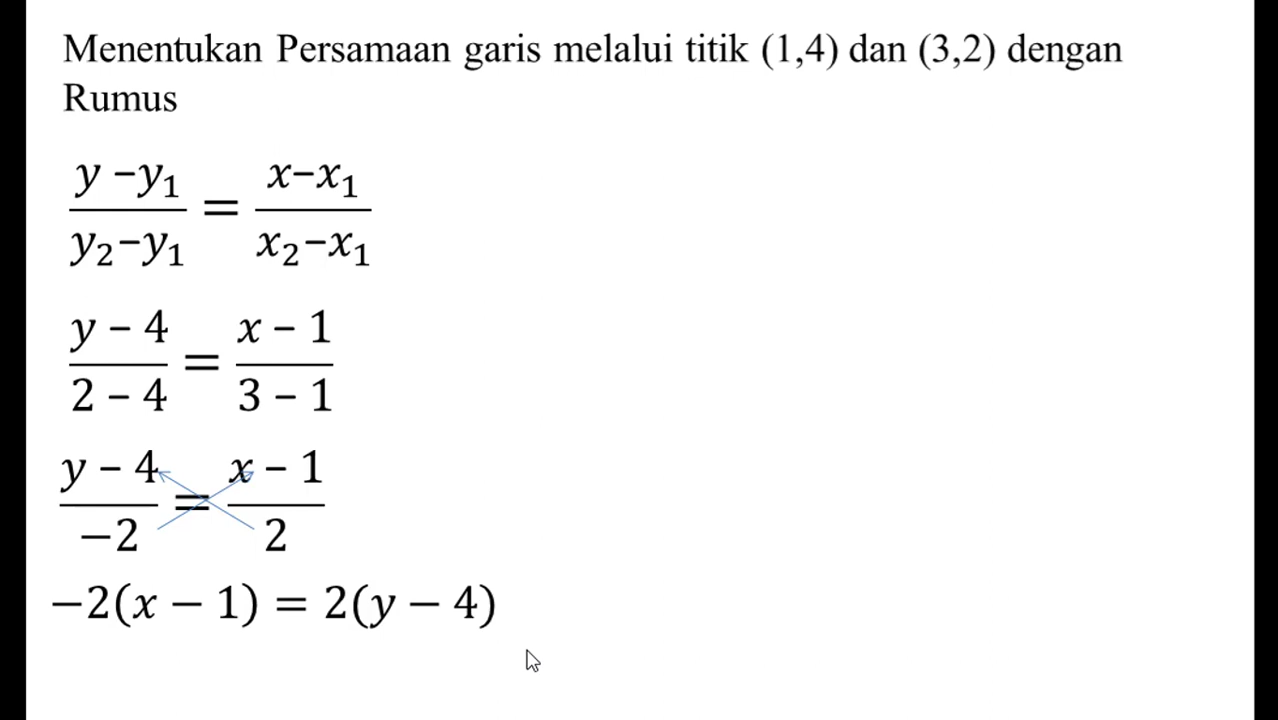 Menentukan Persamaan garis melalui titik (1,4) dan (3,2) dengan
Rumus
y –y₁ / y₂–y₁ = x–x₁ / x₂–x₁
y – 4 / 2 – 4 = x – 1 / 3 – 1
y – 4 / –2 = x – 1 / 2
–2(x – 1) = 2(y – 4)